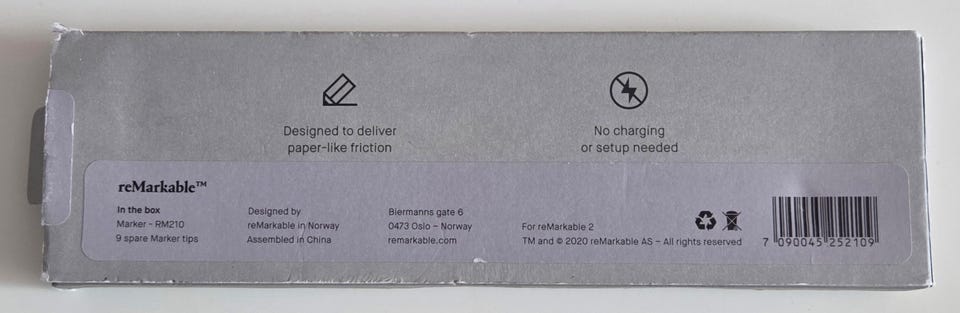 Designed to deliver
paper-like friction
No charging
or setup needed
reMarkable™
In the box
Marker - RM210
9 spare Marker tips
Designed by
reMarkable in Norway
Assembled in China
Biermanns gate 6
0473 Oslo – Norway
remarkable.com
For reMarkable 2
TM and © 2020 reMarkable AS – All rights reserved
7 090045 252109